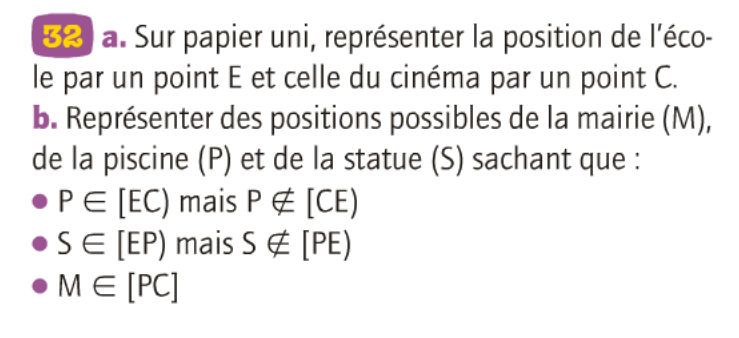 32 a. Sur papier uni, représenter la position de l'éco-
le par un point E et celle du cinéma par un point C.
b. Représenter des positions possibles de la mairie (M),
de la piscine (P) et de la statue (S) sachant que :
● P ∈ [EC) mais P ∉ [CE)
● S ∈ [EP) mais S ∉ [PE)
● M ∈ [PC]